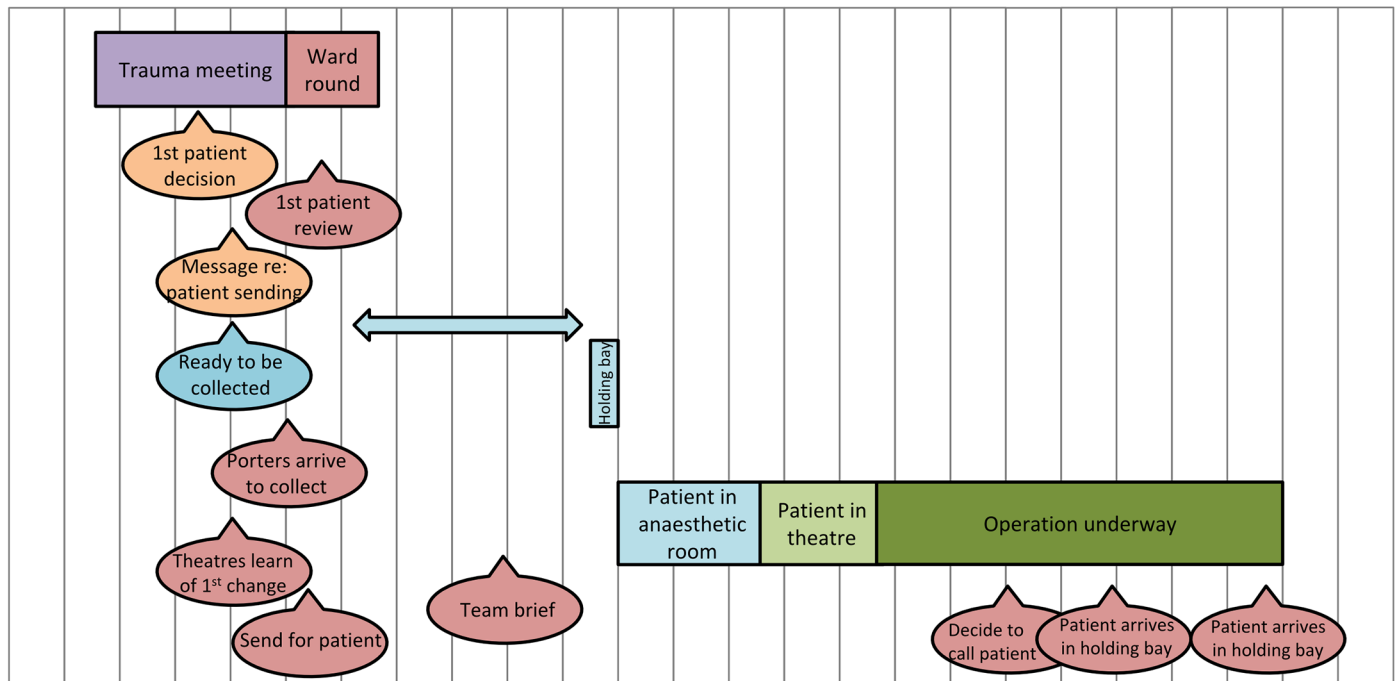 Trauma meeting
Ward
round
1st patient
decision
1st patient
review
Message re:
patient sending
Ready to be
collected
Holding bay
Porters arrive
to collect
Patient in
anaesthetic
room
Patient in
theatre
Operation underway
Theatres learn
of 1st change
Send for patient
Team brief
Decide to
call patient
Patient arrives
in holding bay
Patient arrives
in holding bay